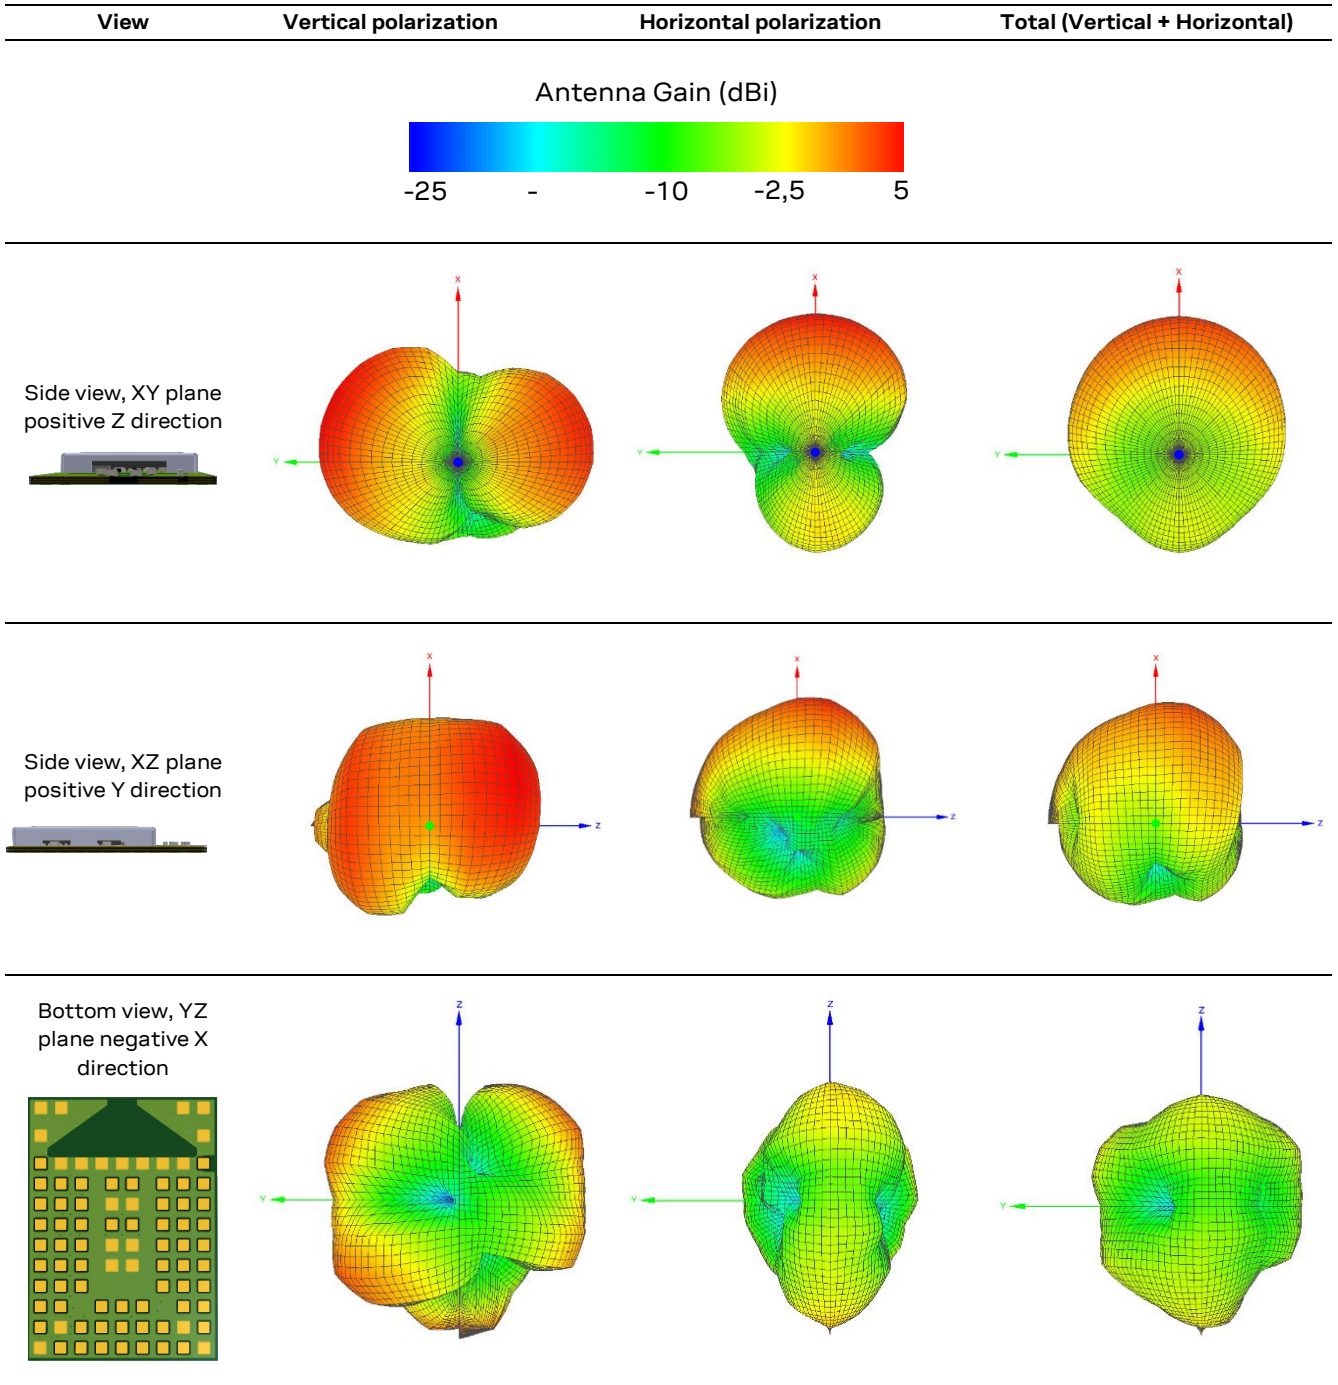 View Vertical polarization Horizontal polarization Total (Vertical + Horizontal)
Antenna Gain (dBi)
-25 - -10 -2,5 5
Side view, XY plane
positive Z direction
X
Y
X
Y
X
Y
Side view, XZ plane
positive Y direction
X
Z
X
Z
X
Z
Bottom view, YZ
plane negative X
direction
Z
Y
Z
Y
Z
Y